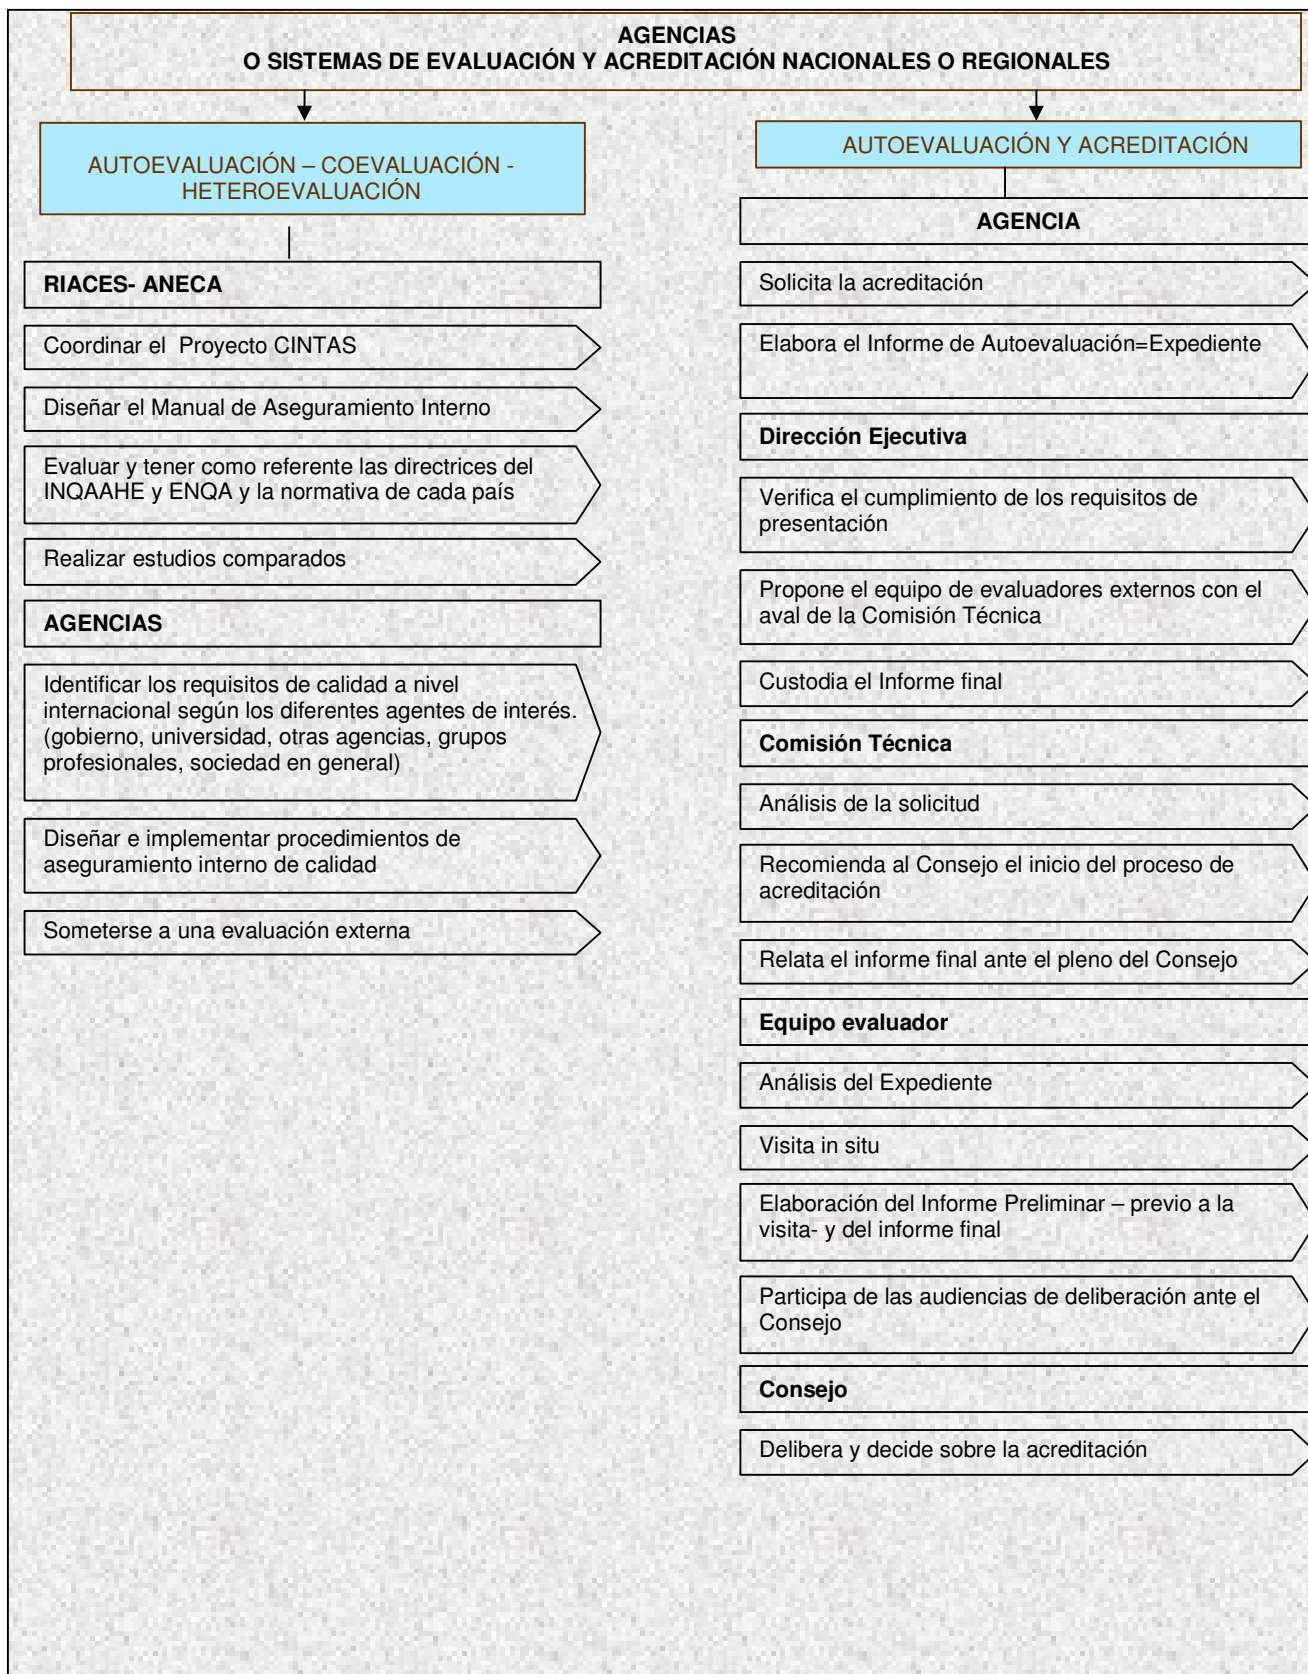 AGENCIAS
O SISTEMAS DE EVALUACIÓN Y ACREDITACIÓN NACIONALES O REGIONALES
AUTOEVALUACIÓN – COEVALUACIÓN -
HETEROEVALUACIÓN
RIACES- ANECA
Coordinar el Proyecto CINTAS
Diseñar el Manual de Aseguramiento Interno
Evaluar y tener como referente las directrices del
INQAAHE y ENQA y la normativa de cada país
Realizar estudios comparados
AGENCIAS
Identificar los requisitos de calidad a nivel
internacional según los diferentes agentes de interés.
(gobierno, universidad, otras agencias, grupos
profesionales, sociedad en general)
Diseñar e implementar procedimientos de
aseguramiento interno de calidad
Someterse a una evaluación externa
AUTOEVALUACIÓN Y ACREDITACIÓN
AGENCIA
Solicita la acreditación
Elabora el Informe de Autoevaluación=Expediente
Dirección Ejecutiva
Verifica el cumplimiento de los requisitos de
presentación
Propone el equipo de evaluadores externos con el
aval de la Comisión Técnica
Custodia el Informe final
Comisión Técnica
Análisis de la solicitud
Recomienda al Consejo el inicio del proceso de
acreditación
Relata el informe final ante el pleno del Consejo
Equipo evaluador
Análisis del Expediente
Visita in situ
Elaboración del Informe Preliminar – previo a la
visita- y del informe final
Participa de las audiencias de deliberación ante el
Consejo
Consejo
Delibera y decide sobre la acreditación